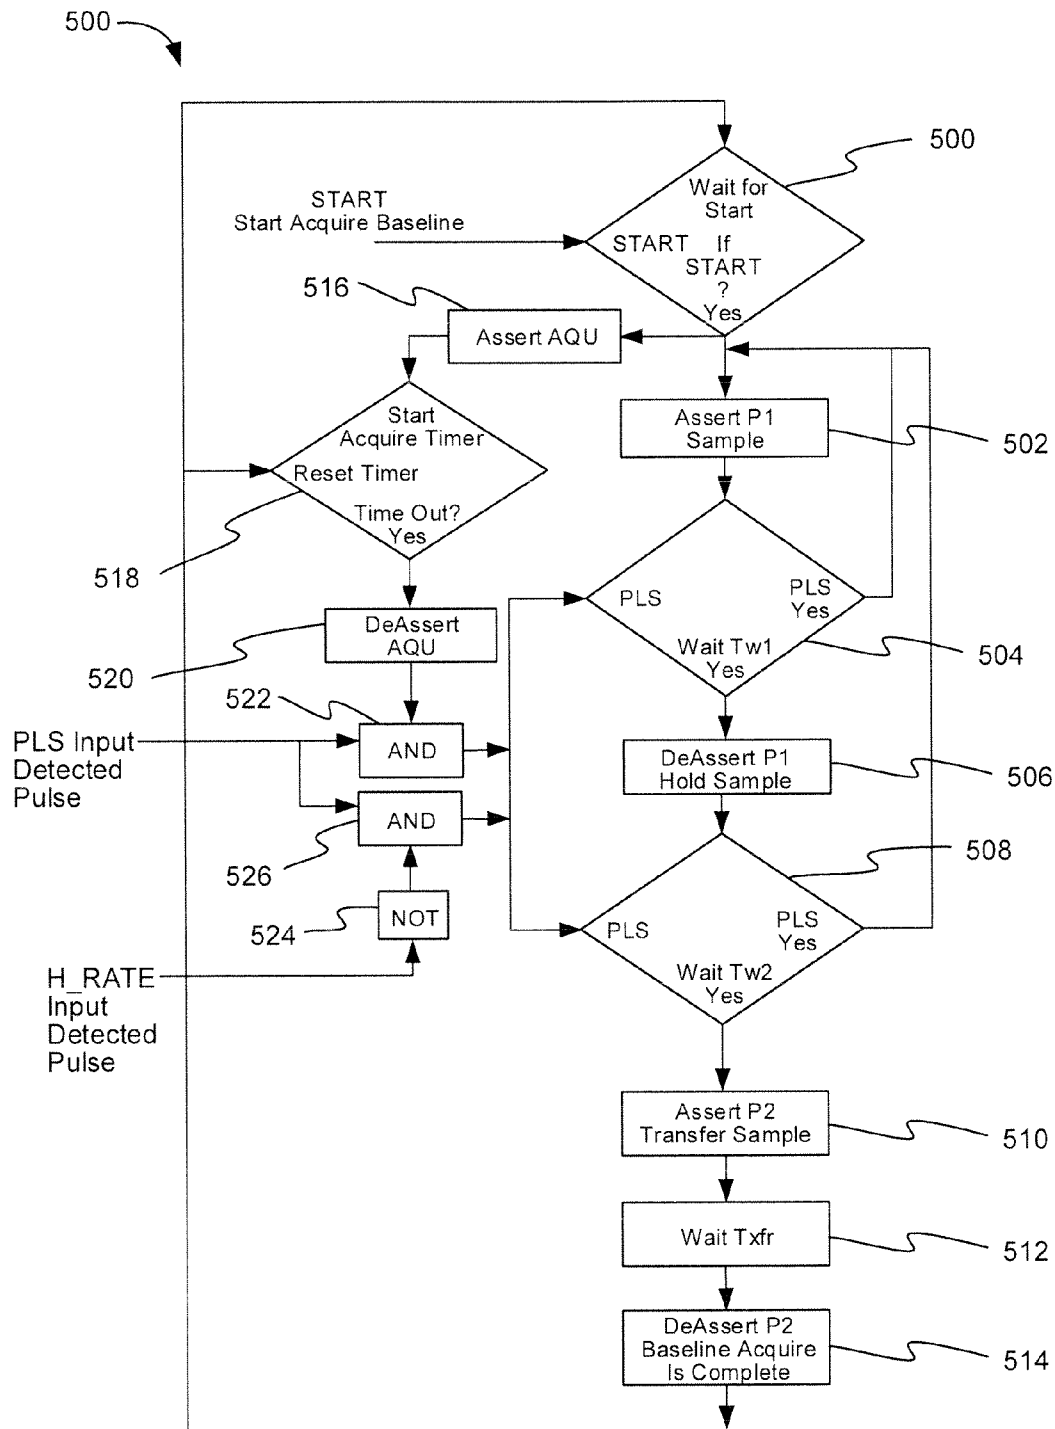 500
500
Wait for
Start
START
Start Acquire Baseline
START If
START
?
Yes
516
Assert AQU
Start
Acquire Timer
Reset Timer
Time Out?
Yes
518
Assert P1
Sample
502
PLS
PLS
Yes
Wait Tw1
Yes
504
DeAssert
AQU
520
522
PLS Input
Detected
Pulse
AND
DeAssert P1
Hold Sample
506
AND
526
508
NOT
524
PLS
PLS
Yes
Wait Tw2
Yes
H_RATE
Input
Detected
Pulse
Assert P2
Transfer Sample
510
Wait Txfr
512
DeAssert P2
Baseline Acquire
Is Complete
514